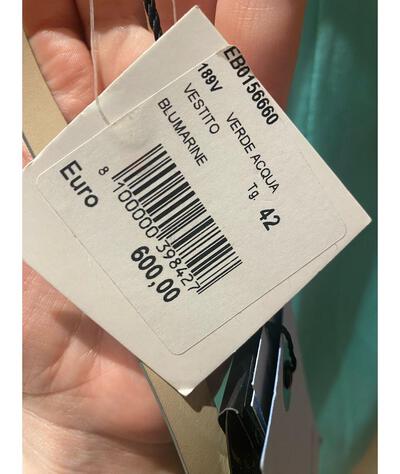 EB0156660
189V VERDE ACQUA
VESTITO Tg. 42
BLUMARINE
8 100000 398427
Euro 600,00